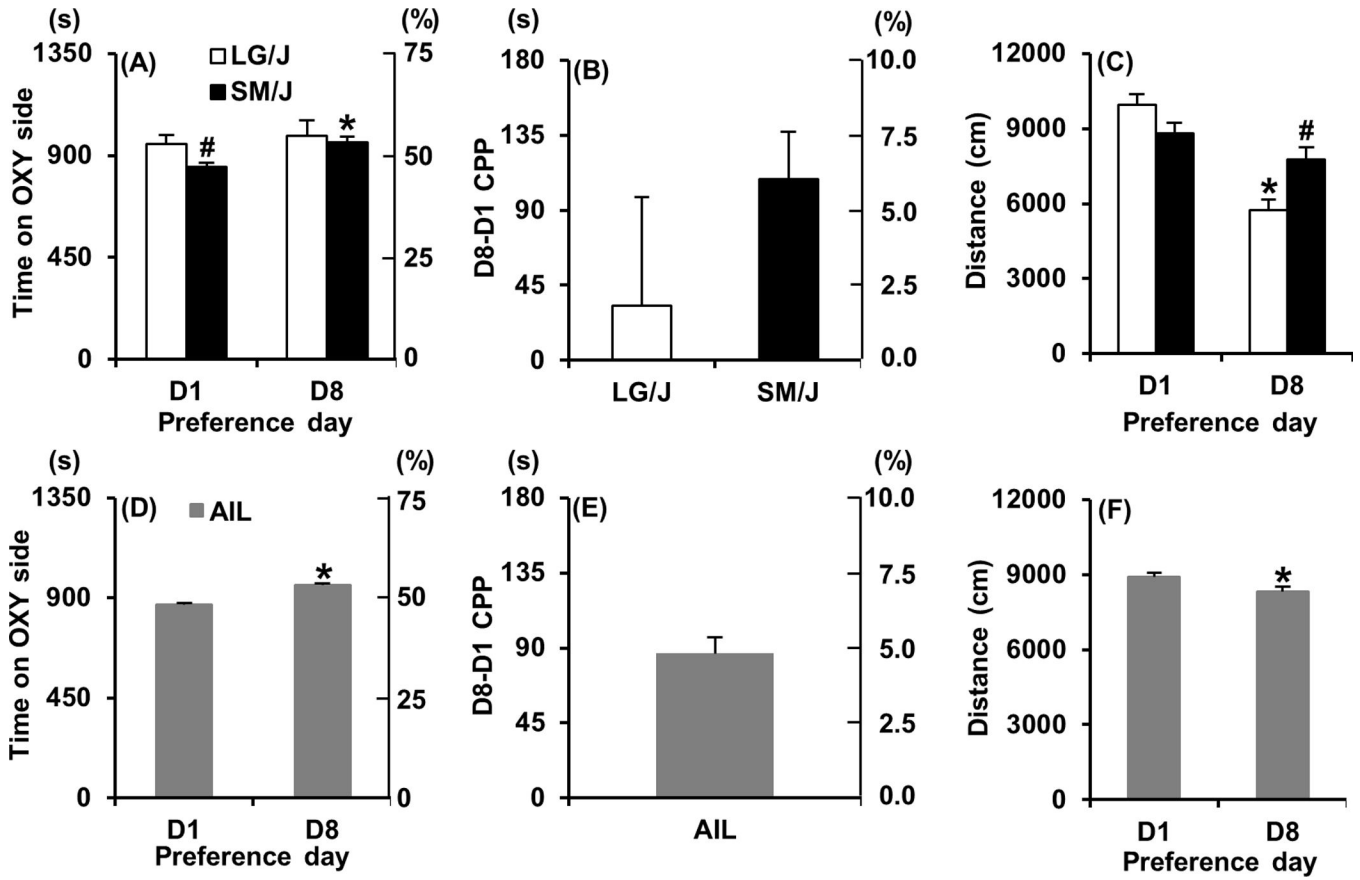 (s) (%)
1350 75
(A) LG/J
SM/J
# *
900 50
450 25
0 0
D1 D8
Preference day
Time on OXY side
(s) (%)
180 10.0
(B)
135 7.5
90 5.0
45 2.5
0 0.0
LG/J SM/J
D8-D1 CPP
12000
(C)
9000
# *
6000
3000
0
D1 D8
Preference day
Distance (cm)
(s) (%)
1350 75
(D) AIL
*
900 50
450 25
0 0
D1 D8
Preference day
Time on OXY side
(s) (%)
180 10.0
(E)
135 7.5
90 5.0
45 2.5
0 0.0
AIL
D8-D1 CPP
12000
(F)
9000
*
6000
3000
0
D1 D8
Preference day
Distance (cm)